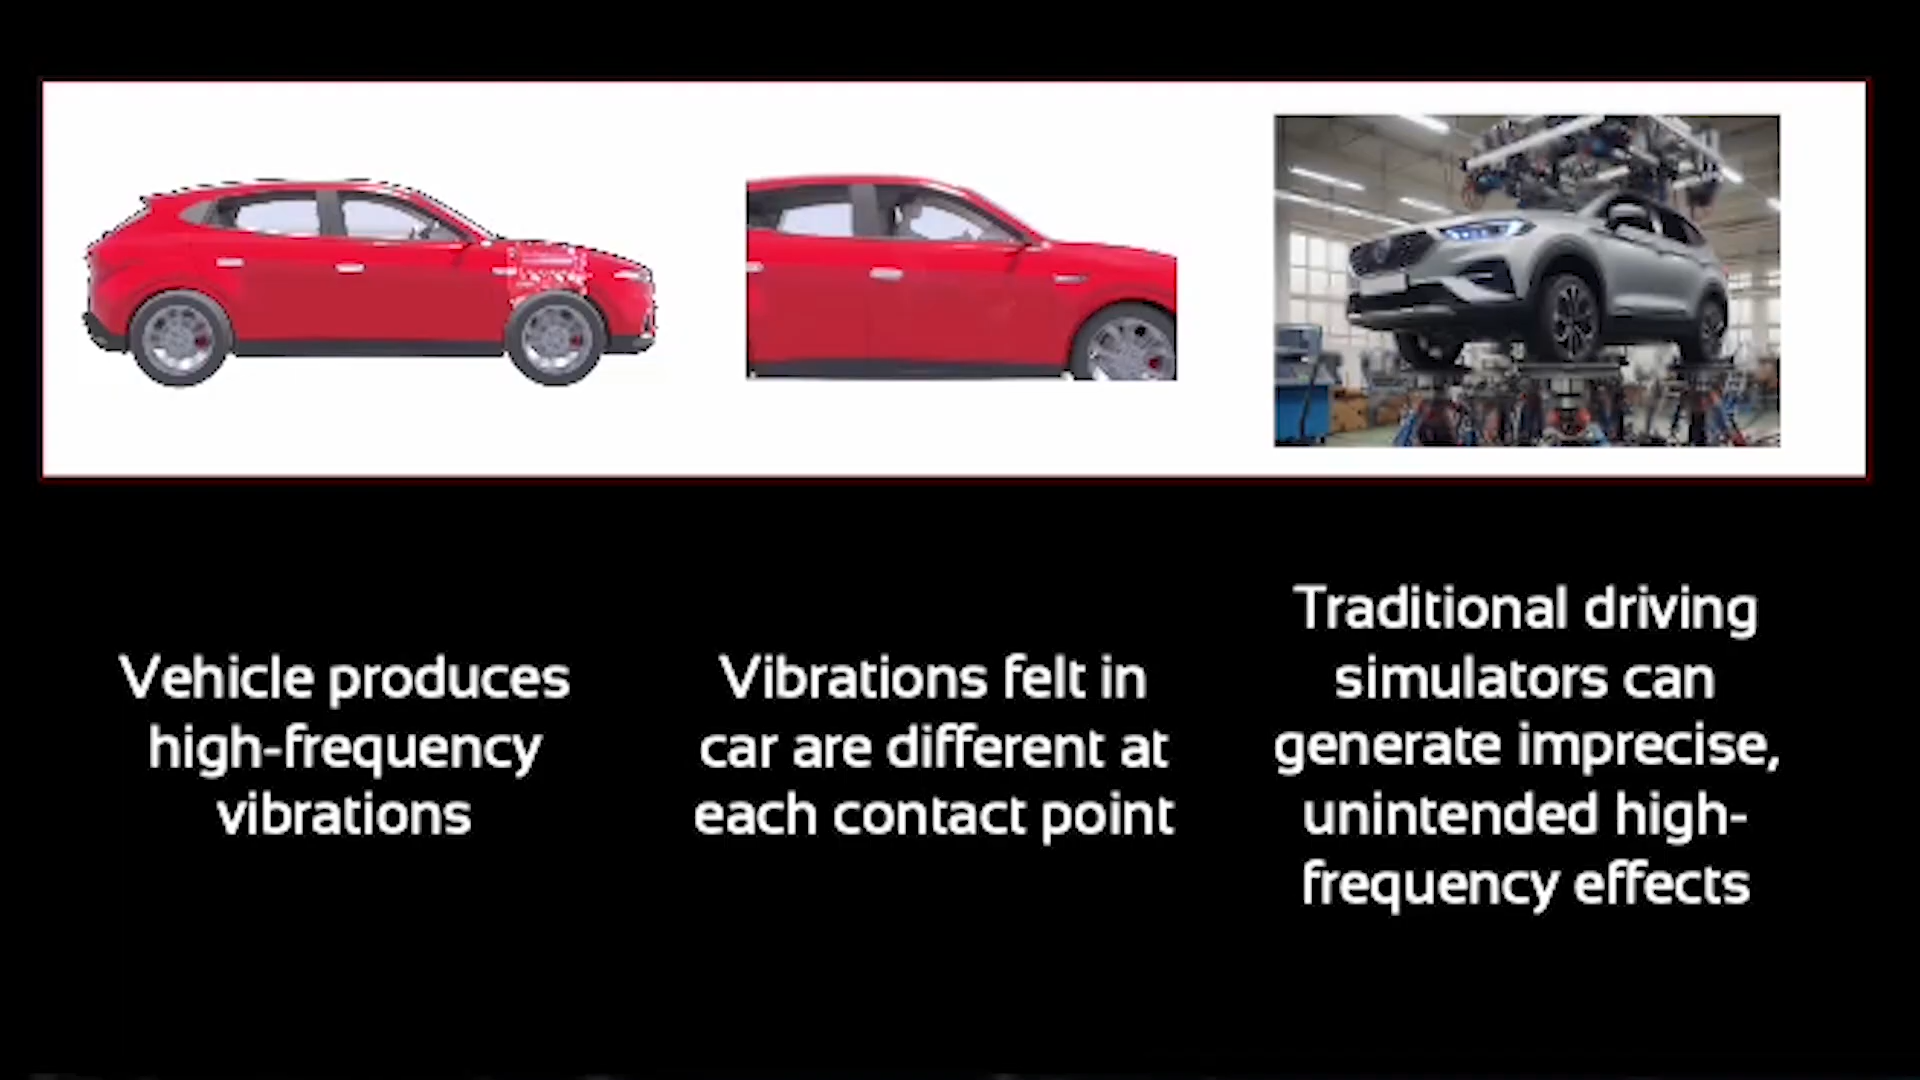 Vehicle produces
high-frequency
vibrations
Vibrations felt in
car are different at
each contact point
Traditional driving
simulators can
generate imprecise,
unintended high-
frequency effects